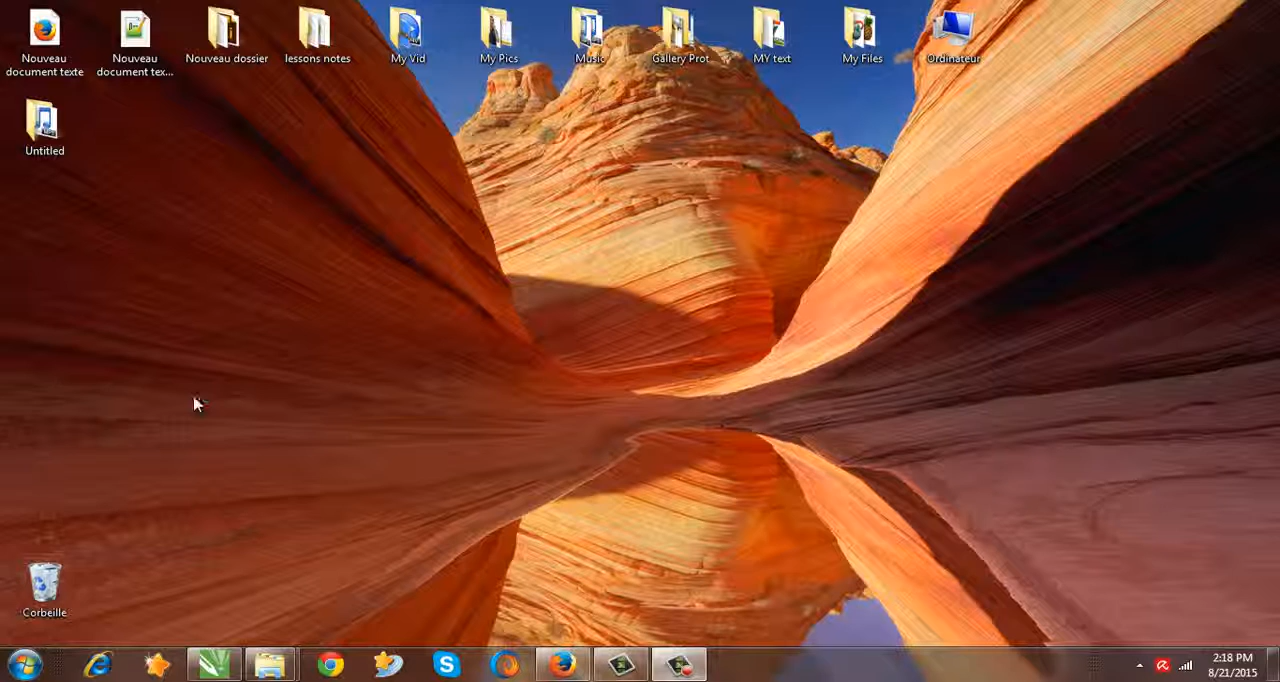 Nouveau document texte
Nouveau document tex...
Nouveau dossier
lessons notes
My Vid
My Pics
Music
Gallery Prot
MY text
My Files
Ordinateur
Untitled
Corbeille
2:18 PM
8/21/2015